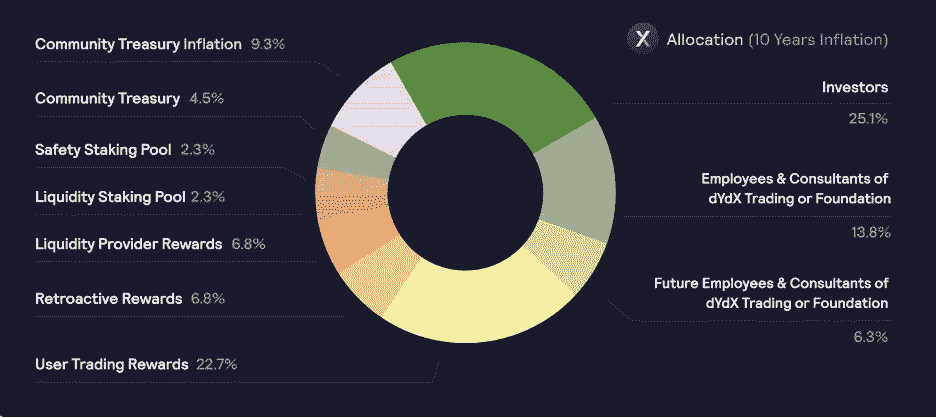 Community Treasury Inflation 9.3%
Community Treasury 4.5%
Safety Staking Pool 2.3%
Liquidity Staking Pool 2.3%
Liquidity Provider Rewards 6.8%
Retroactive Rewards 6.8%
User Trading Rewards 22.7%
X Allocation (10 Years Inflation)
Investors
25.1%
Employees & Consultants of
dYdX Trading or Foundation
13.8%
Future Employees & Consultants of
dYdX Trading or Foundation
6.3%